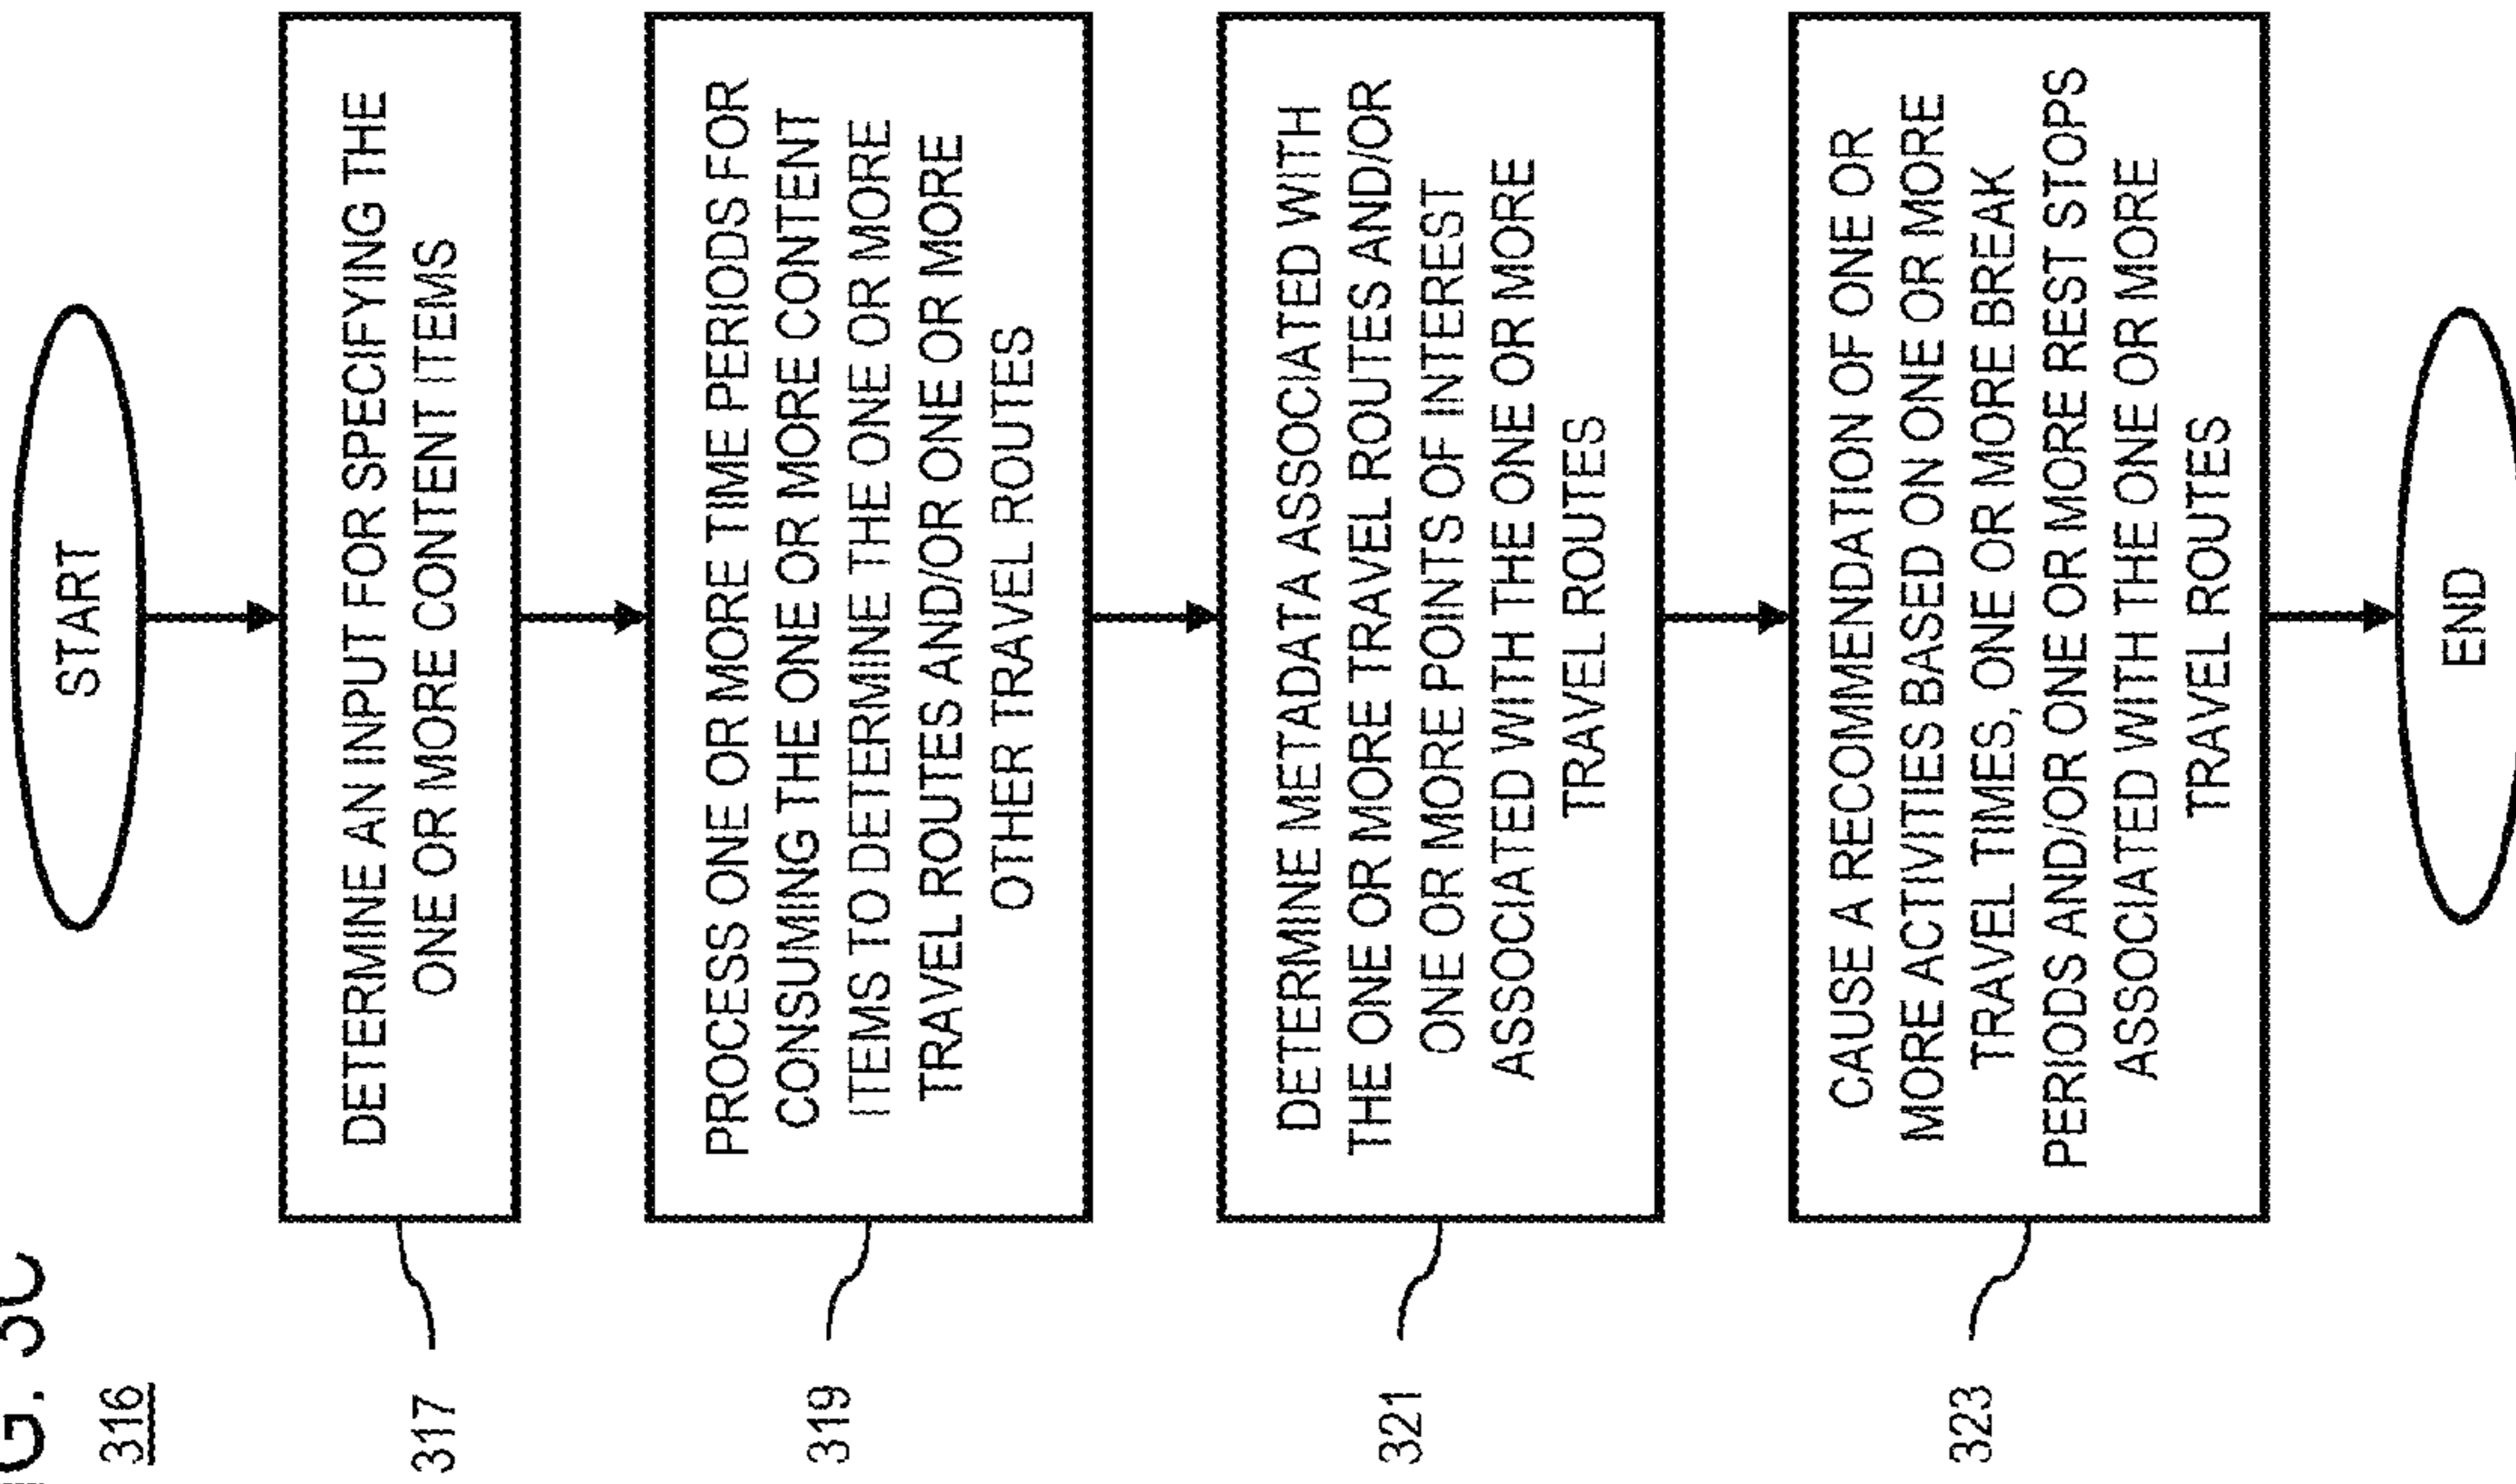 FIG. 3C
316
START
317
DETERMINE AN INPUT FOR SPECIFYING THE
ONE OR MORE CONTENT ITEMS
319
PROCESS ONE OR MORE TIME PERIODS FOR
CONSUMING THE ONE OR MORE CONTENT
ITEMS TO DETERMINE THE ONE OR MORE
TRAVEL ROUTES AND/OR ONE OR MORE
OTHER TRAVEL ROUTES
321
DETERMINE METADATA ASSOCIATED WITH
THE ONE OR MORE TRAVEL ROUTES AND/OR
ONE OR MORE POINTS OF INTEREST
ASSOCIATED WITH THE ONE OR MORE
TRAVEL ROUTES
323
CAUSE A RECOMMENDATION OF ONE OR
MORE ACTIVITIES BASED ON ONE OR MORE
TRAVEL TIMES, ONE OR MORE BREAK
PERIODS AND/OR ONE OR MORE REST STOPS
ASSOCIATED WITH THE ONE OR MORE
TRAVEL ROUTES
END